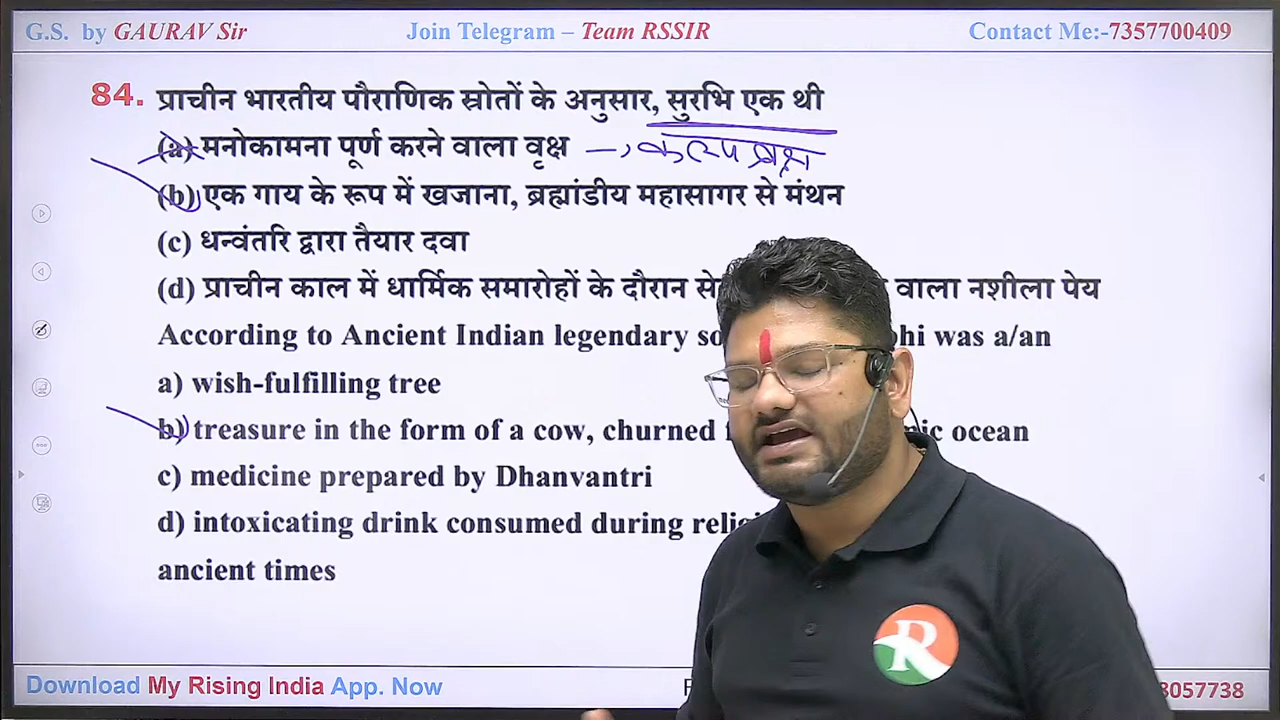 G.S. by GAURAV Sir
Join Telegram – Team RSSIR
Contact Me:-7357700409
84. प्राचीन भारतीय पौराणिक स्रोतों के अनुसार, सुरभि एक थी
(a) मनोकामना पूर्ण करने वाला वृक्ष → कल्पवृक्ष
(b) एक गाय के रूप में खजाना, ब्रह्मांडीय महासागर से मंथन
(c) धन्वंतरि द्वारा तैयार दवा
(d) प्राचीन काल में धार्मिक समारोहों के दौरान वाला नशीला पेय
According to Ancient Indian legendary was a/an
a) wish-fulfilling tree
b) treasure in the form of a cow, churned ocean
c) medicine prepared by Dhanvantri
d) intoxicating drink consumed during
ancient times
R
Download My Rising India App. Now
3057738